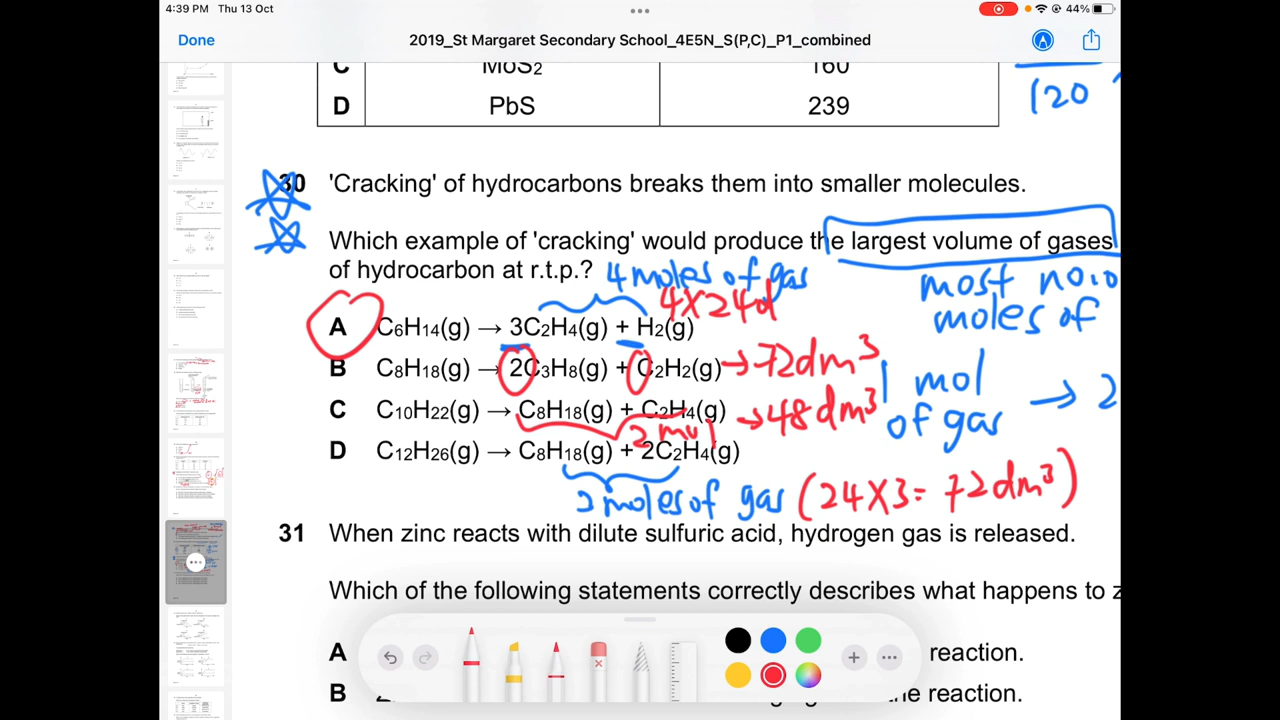 4:39 PM Thu 13 Oct
44%
Done
2019_St Margaret Secondary School_4E5N_S(P,C)_P1_combined
C MoS2 160
D PbS 239
120
30 'Cracking' of hydrocarbons breaks them into smaller molecules.
Which example of 'cracking' would produce the largest volume of gases
of hydrocarbon at r.t.p.? 4 moles of gas
most no. o
moles of
4X24d
A C6H14(g) → 3C2H4(g) + H2(g)
B C8H18(g) → 2C3H8(g) + C2H2(g) → 72dm3
C C10H22(g) → C8H18(g) + C2H4(g) → 48dm3
2mol
1 mol
of gas → 2
D C12H26(g) → C8H18(g) + 2C2H4(g)
3 moles of gas (24X3= 72dm3)
31 When zinc reacts with dilute sulfuric acid, hydrogen gas is released.
Which of the following statements correctly describes what happens to z
A reaction.
B the reaction.